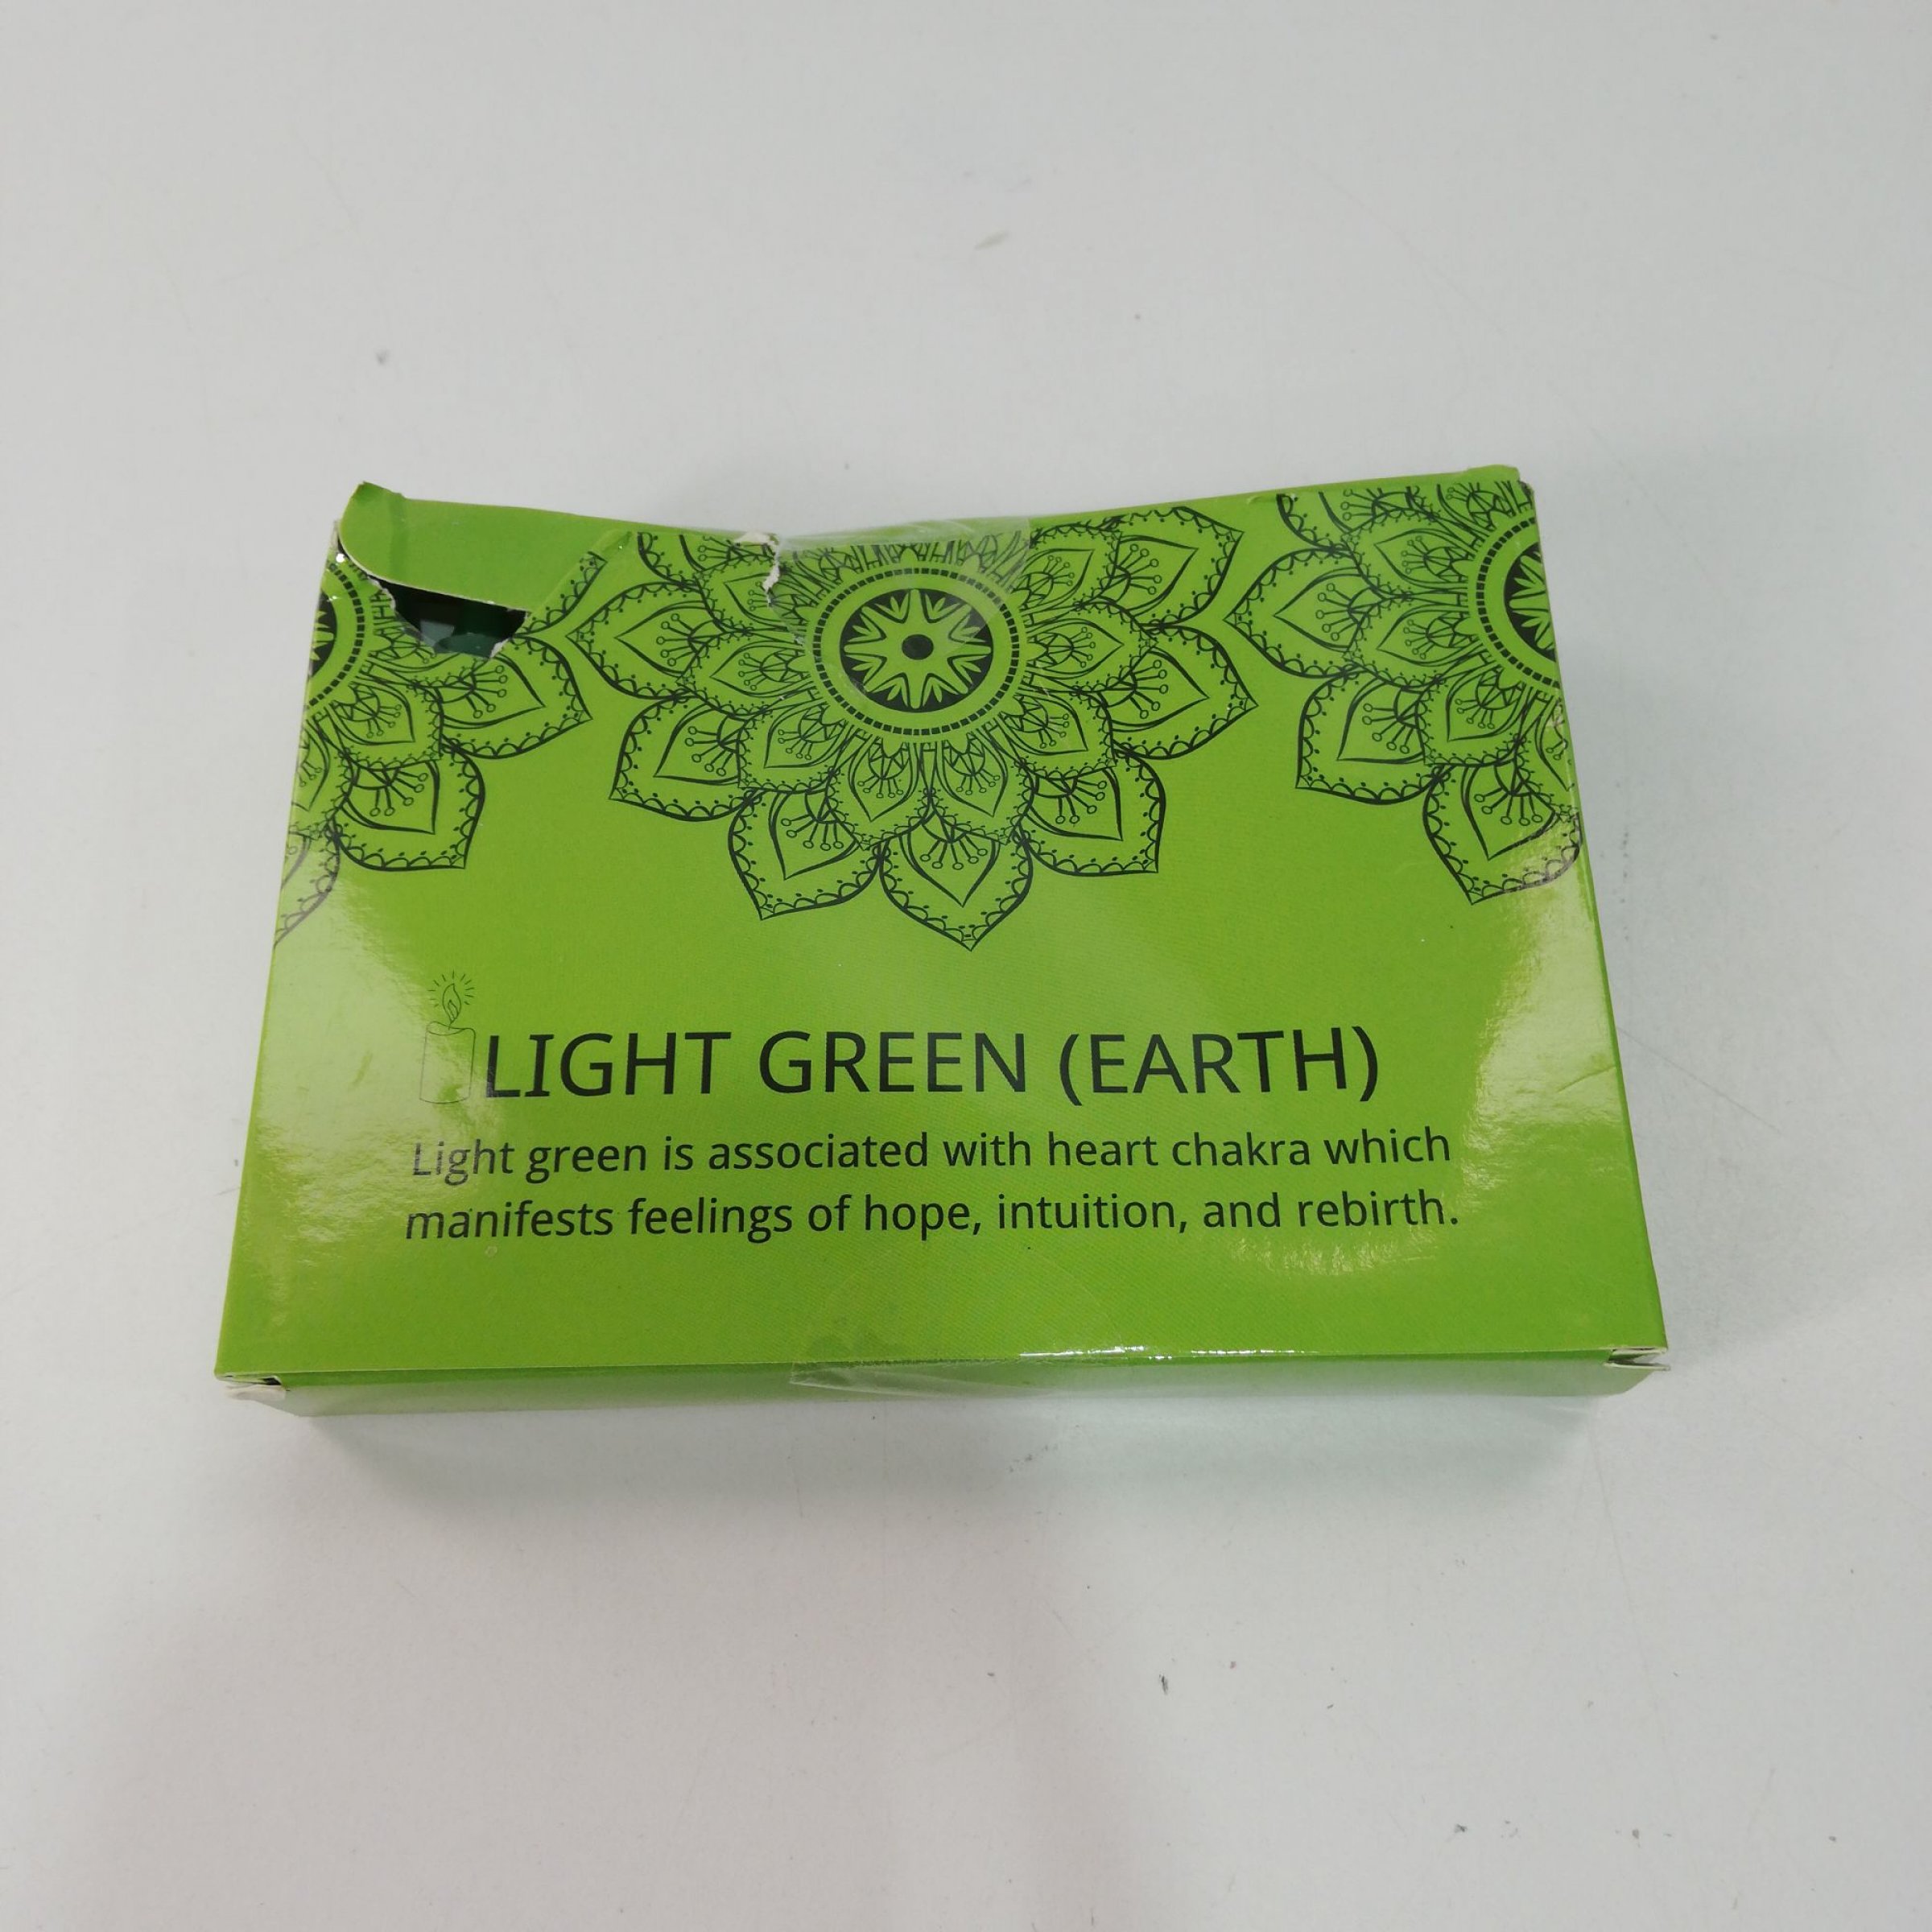 LIGHT GREEN (EARTH)
Light green is associated with heart chakra which
manifests feelings of hope, intuition, and rebirth.